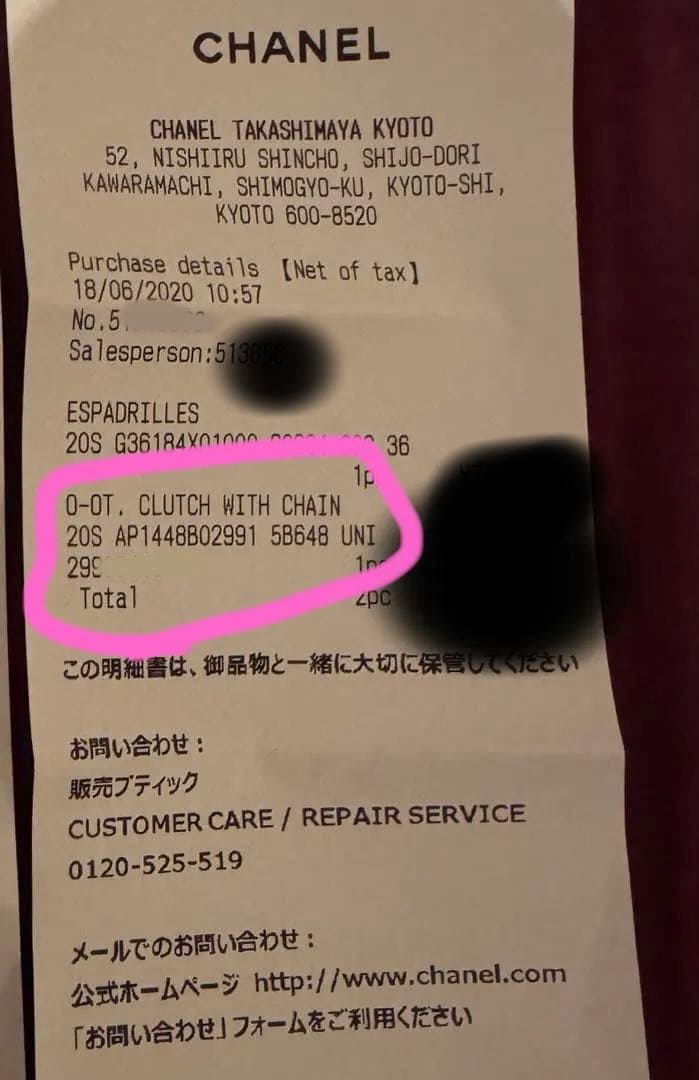 CHANEL
CHANEL TAKASHIMAYA KYOTO
52, NISHIIRU SHINCHO, SHIJO-DORI
KAWARAMACHI, SHIMOGYO-KU, KYOTO-SHI,
KYOTO 600-8520
Purchase details 【Net of tax】
18/06/2020 10:57
No.5
Salesperson:
ESPADRILLES
20S 36
O-OT. CLUTCH WITH CHAIN
20S AP1448B02991 5B648 UNI
Total 2pc
この明細書は、御品物と一緒に大切に保管してください
お問い合わせ：
販売ブティック
CUSTOMER CARE / REPAIR SERVICE
0120-525-519
メールでのお問い合わせ：
公式ホームページ http://www.chanel.com
「お問い合わせ」フォームをご利用ください